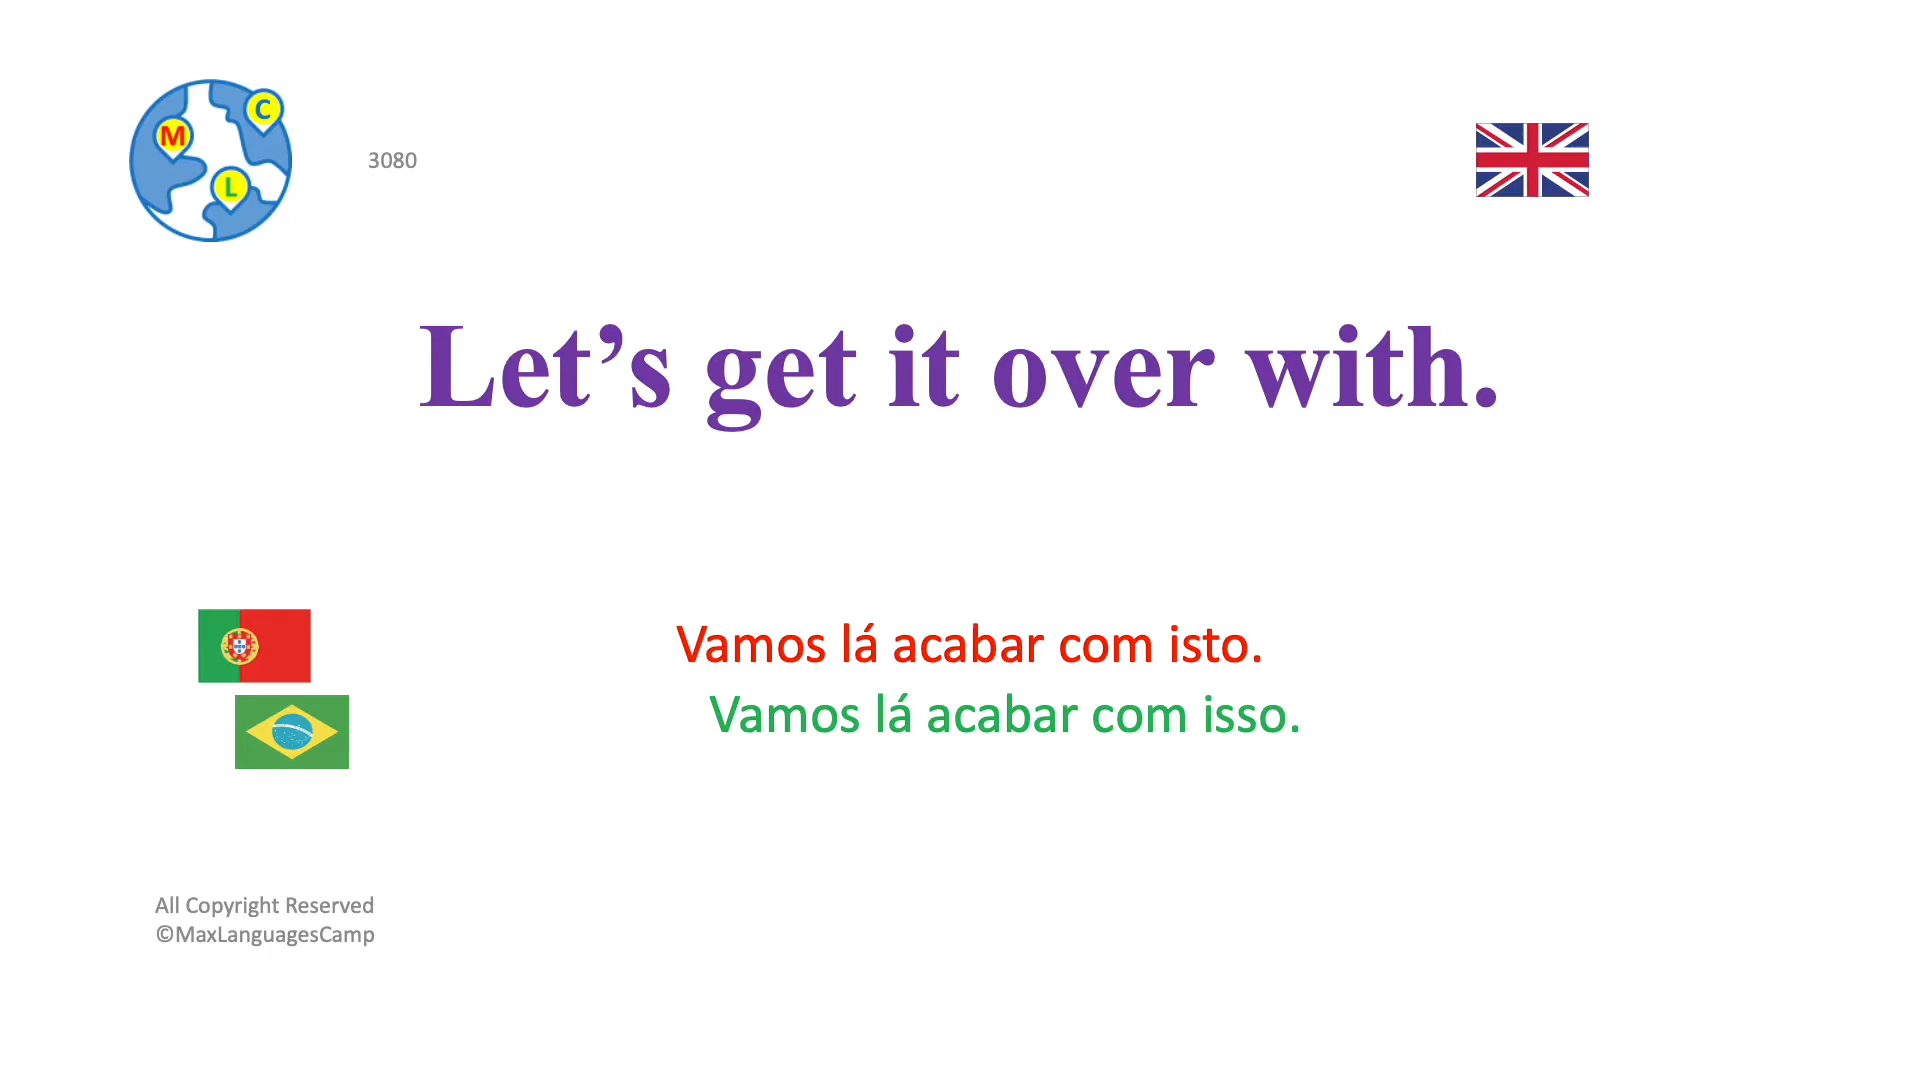 M
C
L
3080
Let’s get it over with.
Vamos lá acabar com isto.
Vamos lá acabar com isso.
All Copyright Reserved
©MaxLanguagesCamp